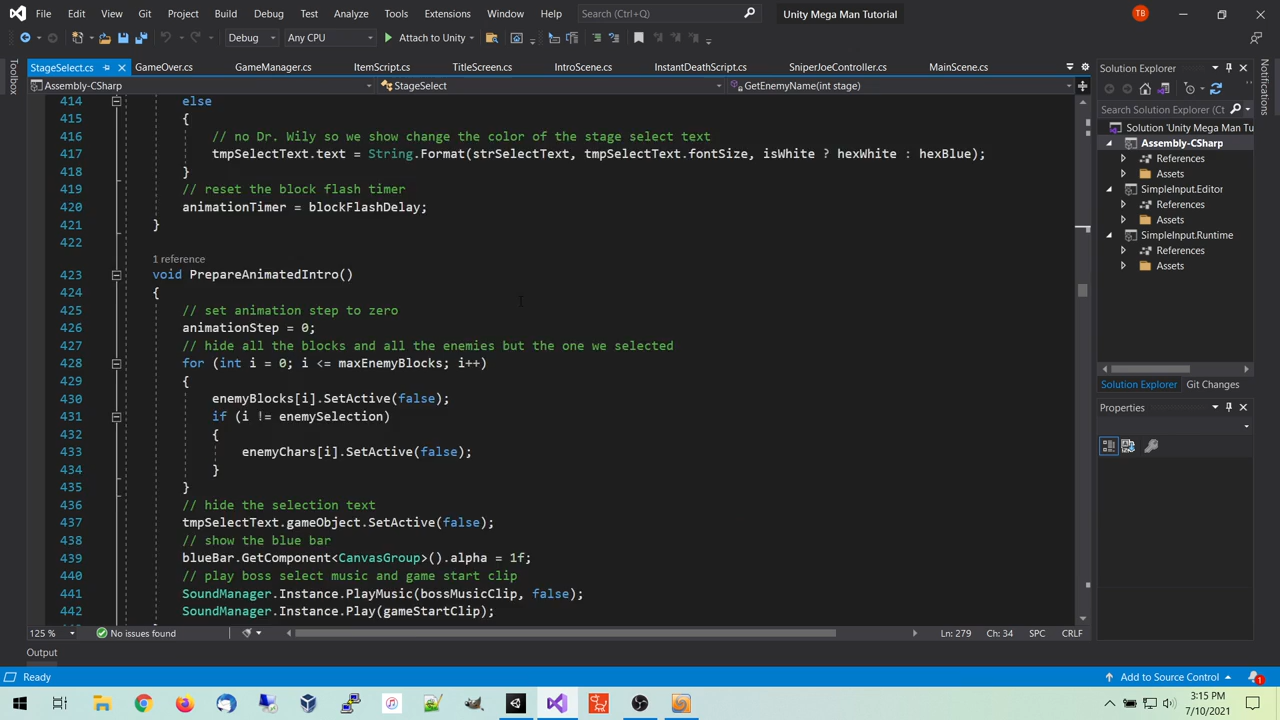 File Edit View Git Project Build Debug Test Analyze Tools Extensions Window Help Search (Ctrl+Q) Unity Mega Man Tutorial TB
Debug Any CPU Attach to Unity
StageSelect.cs GameOver.cs GameManager.cs ItemScript.cs TitleScreen.cs IntroScene.cs InstantDeathScript.cs SniperJoeController.cs MainScene.cs
Assembly-CSharp StageSelect GetEnemyName(int stage)
414 else
415 {
416 // no Dr. Wily so we show change the color of the stage select text
417 tmpSelectText.text = String.Format(strSelectText, tmpSelectText.fontSize, isWhite ? hexWhite : hexBlue);
418 }
419 // reset the block flash timer
420 animationTimer = blockFlashDelay;
421 }
422
1 reference
423 void PrepareAnimatedIntro()
424 {
425 // set animation step to zero
426 animationStep = 0;
427 // hide all the blocks and all the enemies but the one we selected
428 for (int i = 0; i <= maxEnemyBlocks; i++)
429 {
430 enemyBlocks[i].SetActive(false);
431 if (i != enemySelection)
432 {
433 enemyChars[i].SetActive(false);
434 }
435 }
436 // hide the selection text
437 tmpSelectText.gameObject.SetActive(false);
438 // show the blue bar
439 blueBar.GetComponent<CanvasGroup>().alpha = 1f;
440 // play boss select music and game start clip
441 SoundManager.Instance.PlayMusic(bossMusicClip, false);
442 SoundManager.Instance.Play(gameStartClip);
125 % No issues found Ln: 279 Ch: 34 SPC CRLF
Output
Ready Add to Source Control 1
Toolbox
Solution Explorer
Search Solution Explorer (Ct
Solution 'Unity Mega Man Tu
Assembly-CSharp
References
Assets
SimpleInput.Editor
References
Assets
SimpleInput.Runtime
References
Assets
Solution Explorer Git Changes
Properties
Notifications
3:15 PM
7/10/2021